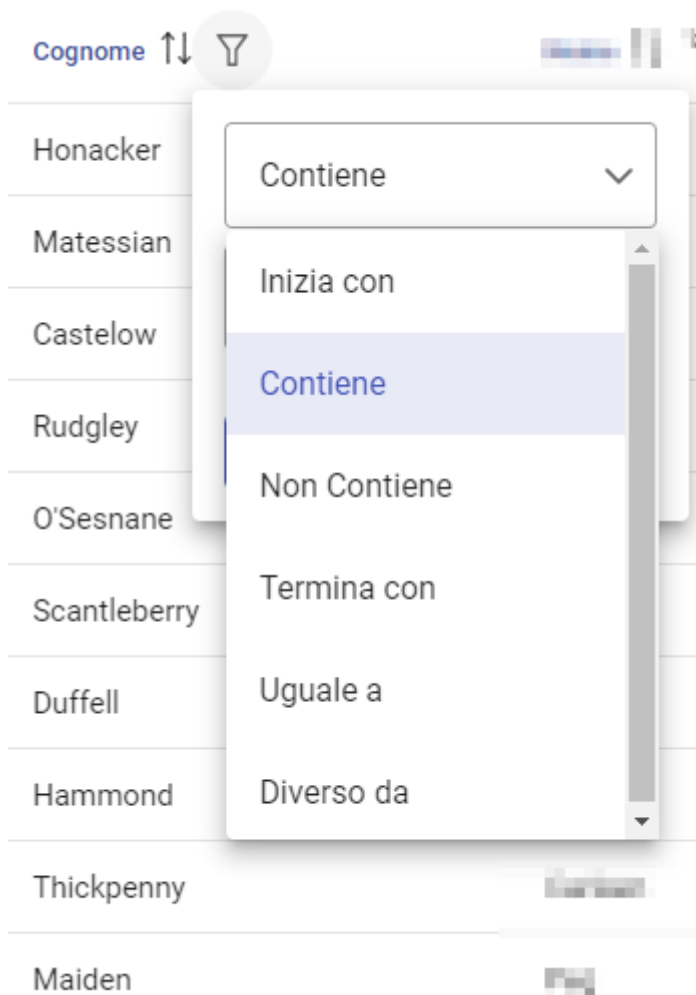 Cognome
Honacker
Matessian
Castelow
Rudgley
O'Sesnane
Scantleberry
Duffell
Hammond
Thickpenny
Maiden
Contiene
Inizia con
Contiene
Non Contiene
Termina con
Uguale a
Diverso da